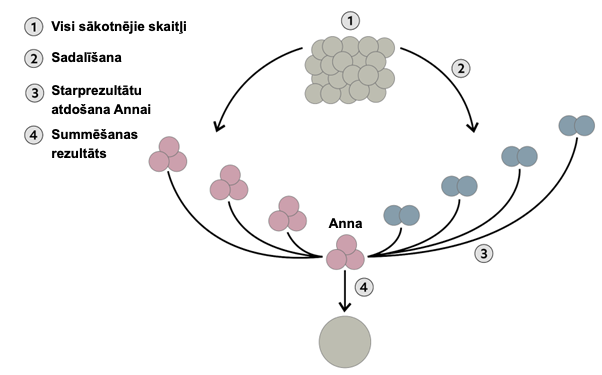 1 Visi sākotnējie skaitļi
2 Sadalīšana
3 Starprezultātu
atdošana Annai
4 Summēšanas
rezultāts
1
2
Anna
3
4